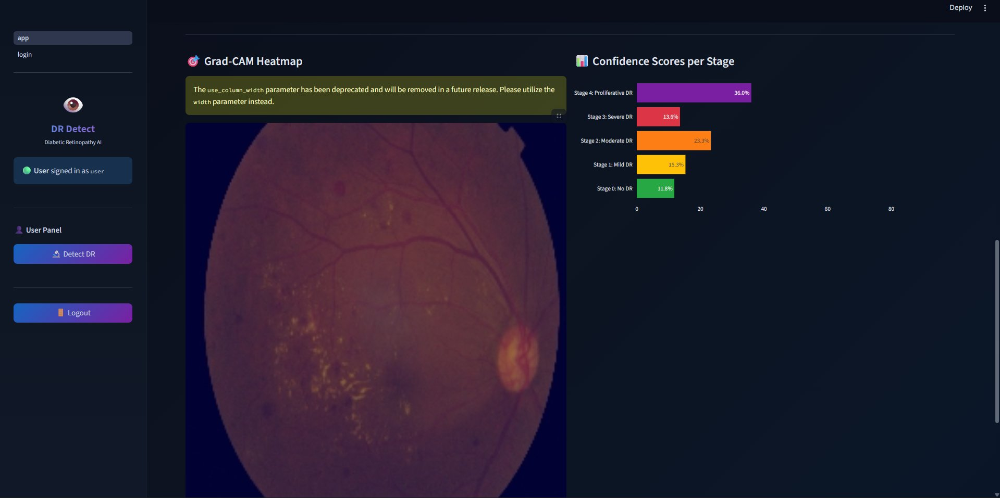 Deploy
app
login
DR Detect
Diabetic Retinopathy AI
User signed in as user
User Panel
Detect DR
Logout
Grad-CAM Heatmap
The use_column_width parameter has been deprecated and will be removed in a future release. Please utilize the
width parameter instead.
Confidence Scores per Stage
Stage 4: Proliferative DR 36.0%
Stage 3: Severe DR 13.6%
Stage 2: Moderate DR 23.3%
Stage 1: Mild DR 15.3%
Stage 0: No DR 11.8%
0 20 40 60 80